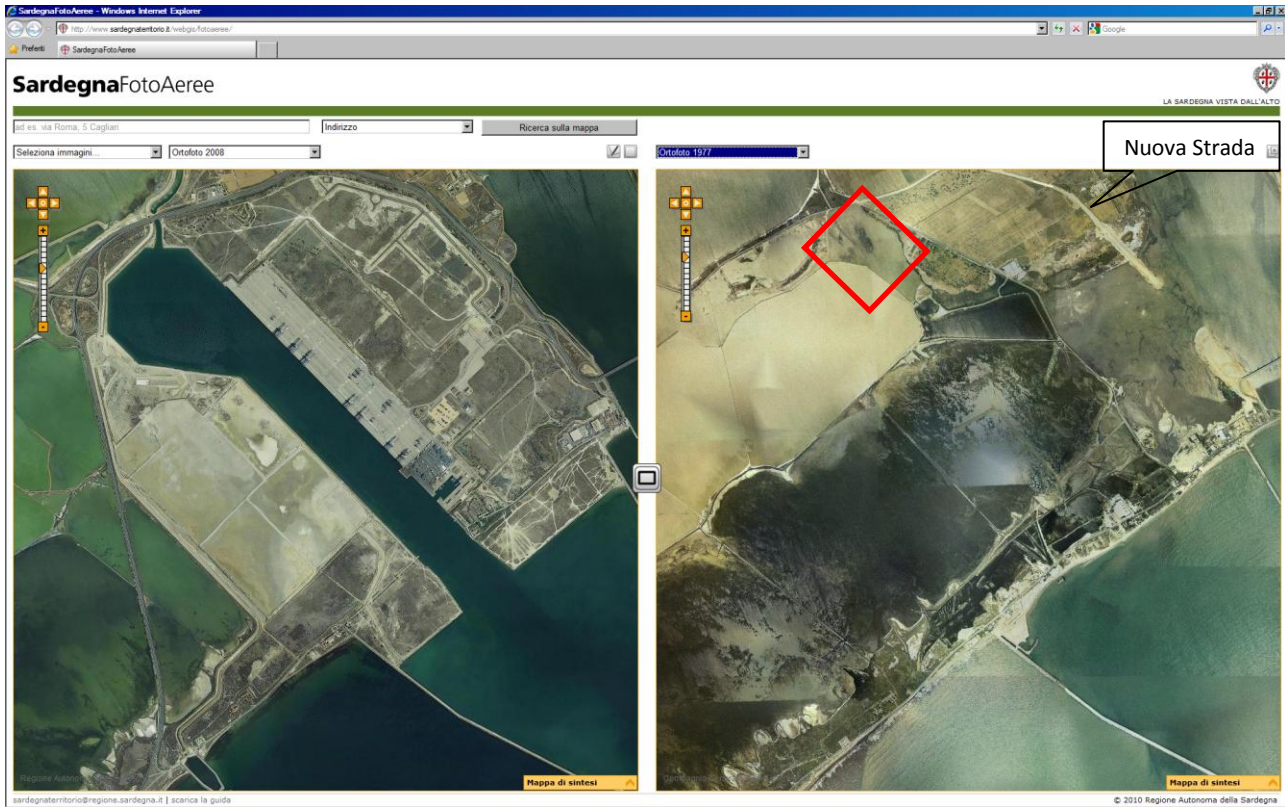 SardegnaFotoAeree - Windows Internet Explorer
http://www.sardegnaterritorio.it/webgis/fotoaeree/
Google
Preferiti
SardegnaFotoAeree
SardegnaFotoAeree
LA SARDEGNA VISTA DALL'ALTO
ad es. via Roma, 5 Cagliari
Indirizzo
Ricerca sulla mappa
Seleziona immagini...
Ortofoto 2008
Ortofoto 1977
Nuova Strada
Regione
Mappa di sintesi
Mappa di sintesi
sardegnaterritorio@regione.sardegna.it | scarica la guida
© 2010 Regione Autonoma della Sardegna